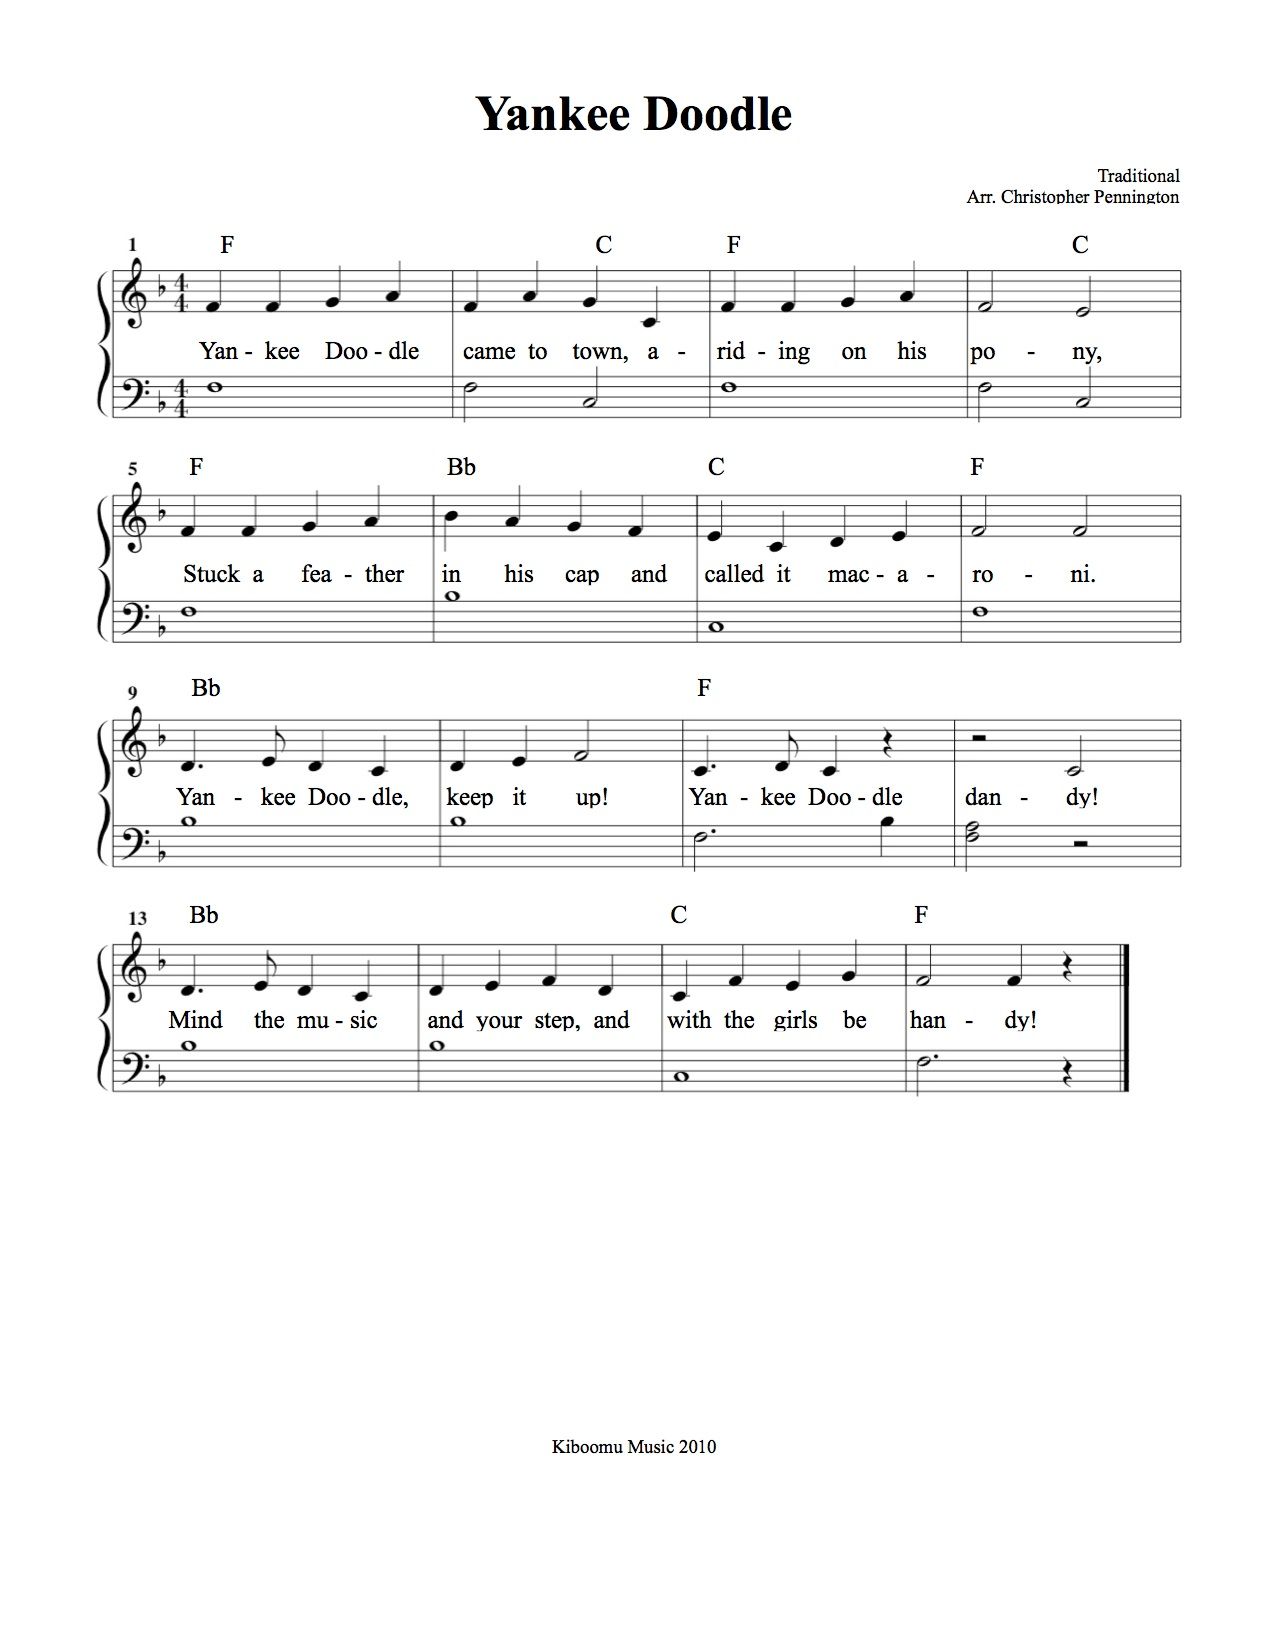 Yankee Doodle
Traditional
Arr. Christopher Pennington
1 F C F C
4 4
Yan - kee Doo - dle came to town, a - rid - ing on his po - ny,
4 4
5 F Bb C F
Stuck a fea - ther in his cap and called it mac - a - ro - ni.
9 Bb F
Yan - kee Doo - dle, keep it up! Yan - kee Doo - dle dan - dy!
13 Bb C F
Mind the mu - sic and your step, and with the girls be han - dy!
Kiboomu Music 2010